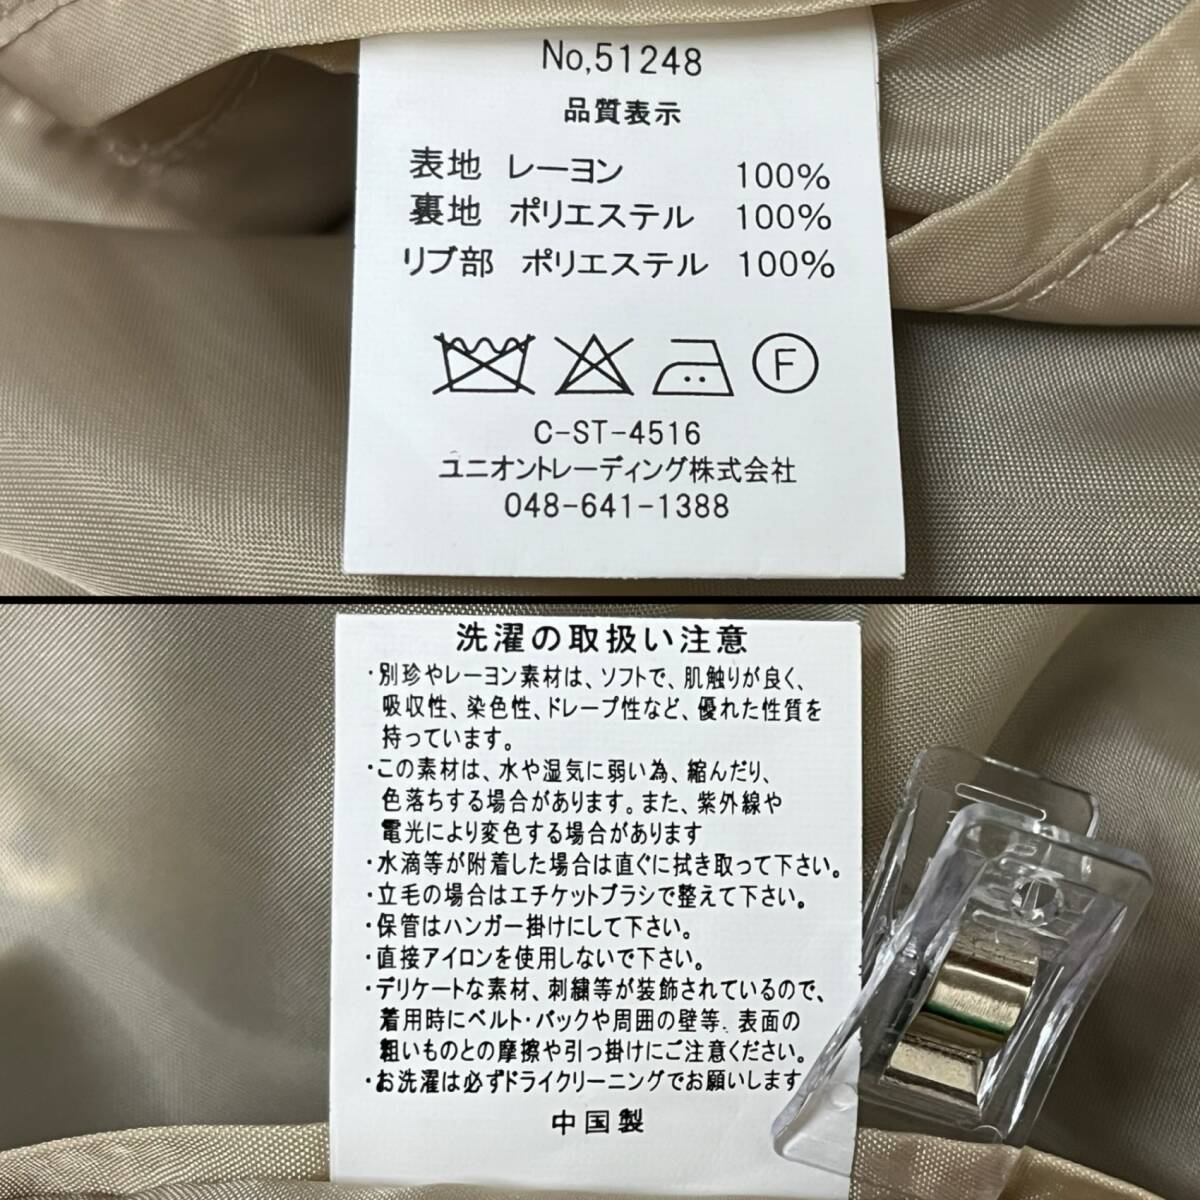 No,51248
品質表示
表地 レーヨン 100%
裏地 ポリエステル 100%
リブ部 ポリエステル 100%
F
C-ST-4516
ユニオントレーディング株式会社
048-641-1388
洗濯の取扱い注意
・別珍やレーヨン素材は、ソフトで、肌触りが良く、
吸収性、染色性、ドレープ性など、優れた性質を
持っています。
・この素材は、水や湿気に弱い為、縮んだり、
色落ちする場合があります。また、紫外線や
電光により変色する場合があります
・水滴等が附着した場合は直ぐに拭き取って下さい。
・立毛の場合はエチケットブラシで整えて下さい。
・保管はハンガー掛けにして下さい。
・直接アイロンを使用しないで下さい。
・デリケートな素材、刺繍等が装飾されているので、
着用時にベルト・バックや周囲の壁等、表面の
粗いものとの摩擦や引っ掛けにご注意ください。
・お洗濯は必ずドライクリーニングでお願いします
中国製